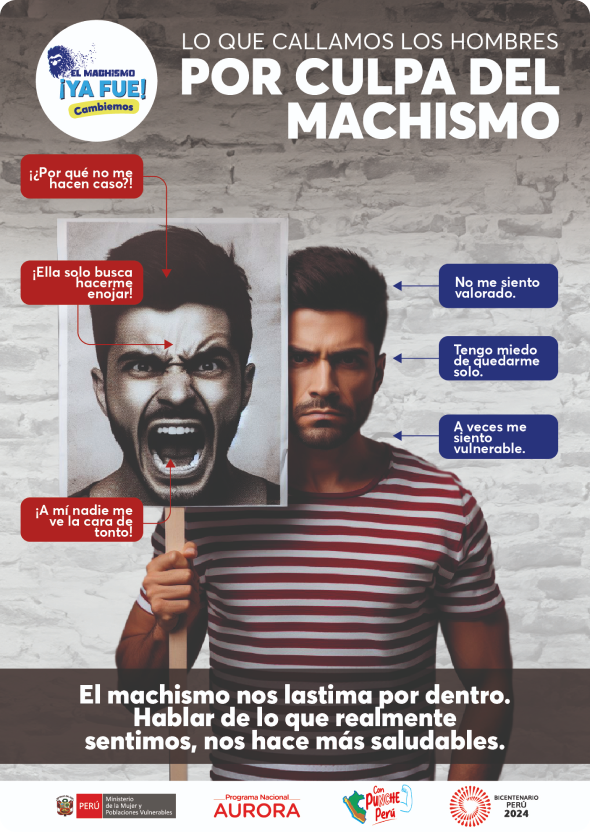 EL MACHISMO
¡YA FUE!
Cambiemos
LO QUE CALLAMOS LOS HOMBRES
POR CULPA DEL
MACHISMO
¡¿Por qué no me
hacen caso?!
¡Ella solo busca
hacerme
enojar!
¡A mí nadie me
ve la cara de
tonto!
No me siento
valorado.
Tengo miedo
de quedarme
solo.
A veces me
siento
vulnerable.
El machismo nos lastima por dentro.
Hablar de lo que realmente
sentimos, nos hace más saludables.
PERÚ
Ministerio
de la Mujer y
Poblaciones Vulnerables
Programa Nacional
AURORA
Con
PUNCHE
Perú
BICENTENARIO
PERÚ
2024